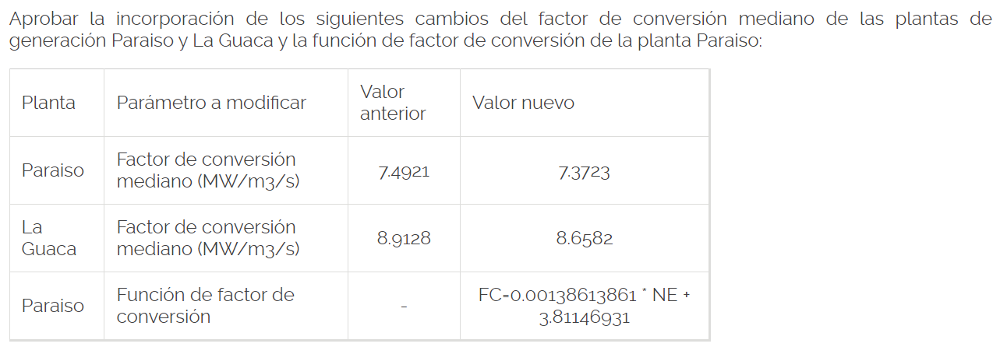 Aprobar la incorporación de los siguientes cambios del factor de conversión mediano de las plantas de
generación Paraiso y La Guaca y la función de factor de conversión de la planta Paraiso:
Planta
Parámetro a modificar
Valor
anterior
Valor nuevo
Paraiso
Factor de conversión
mediano (MW/m3/s)
7.4921
7.3723
La
Guaca
Factor de conversión
mediano (MW/m3/s)
8.9128
8.6582
Paraiso
Función de factor de
conversión
-
FC=0.00138613861 * NE +
3.81146931